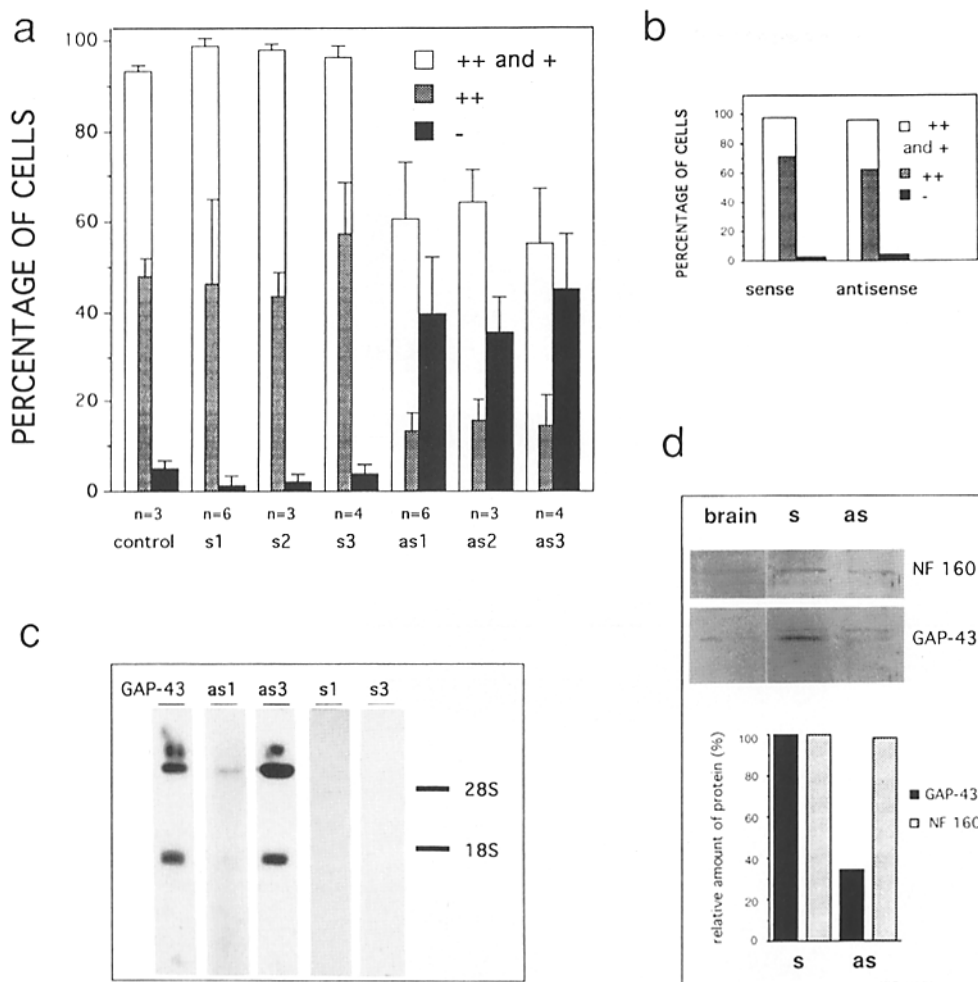 a
PERCENTAGE OF CELLS
100
80
60
40
20
0
++ and +
++
-
n=3 n=6 n=3 n=4 n=6 n=3 n=4
control s1 s2 s3 as1 as2 as3
b
PERCENTAGE OF CELLS
100
80
60
40
20
0
++
and +
++
-
sense antisense
c
GAP-43 as1 as3 s1 s3
28S
18S
d
brain s as
NF 160
GAP-43
relative amount of protein (%)
100
80
60
40
20
0
GAP-43
NF 160
s as